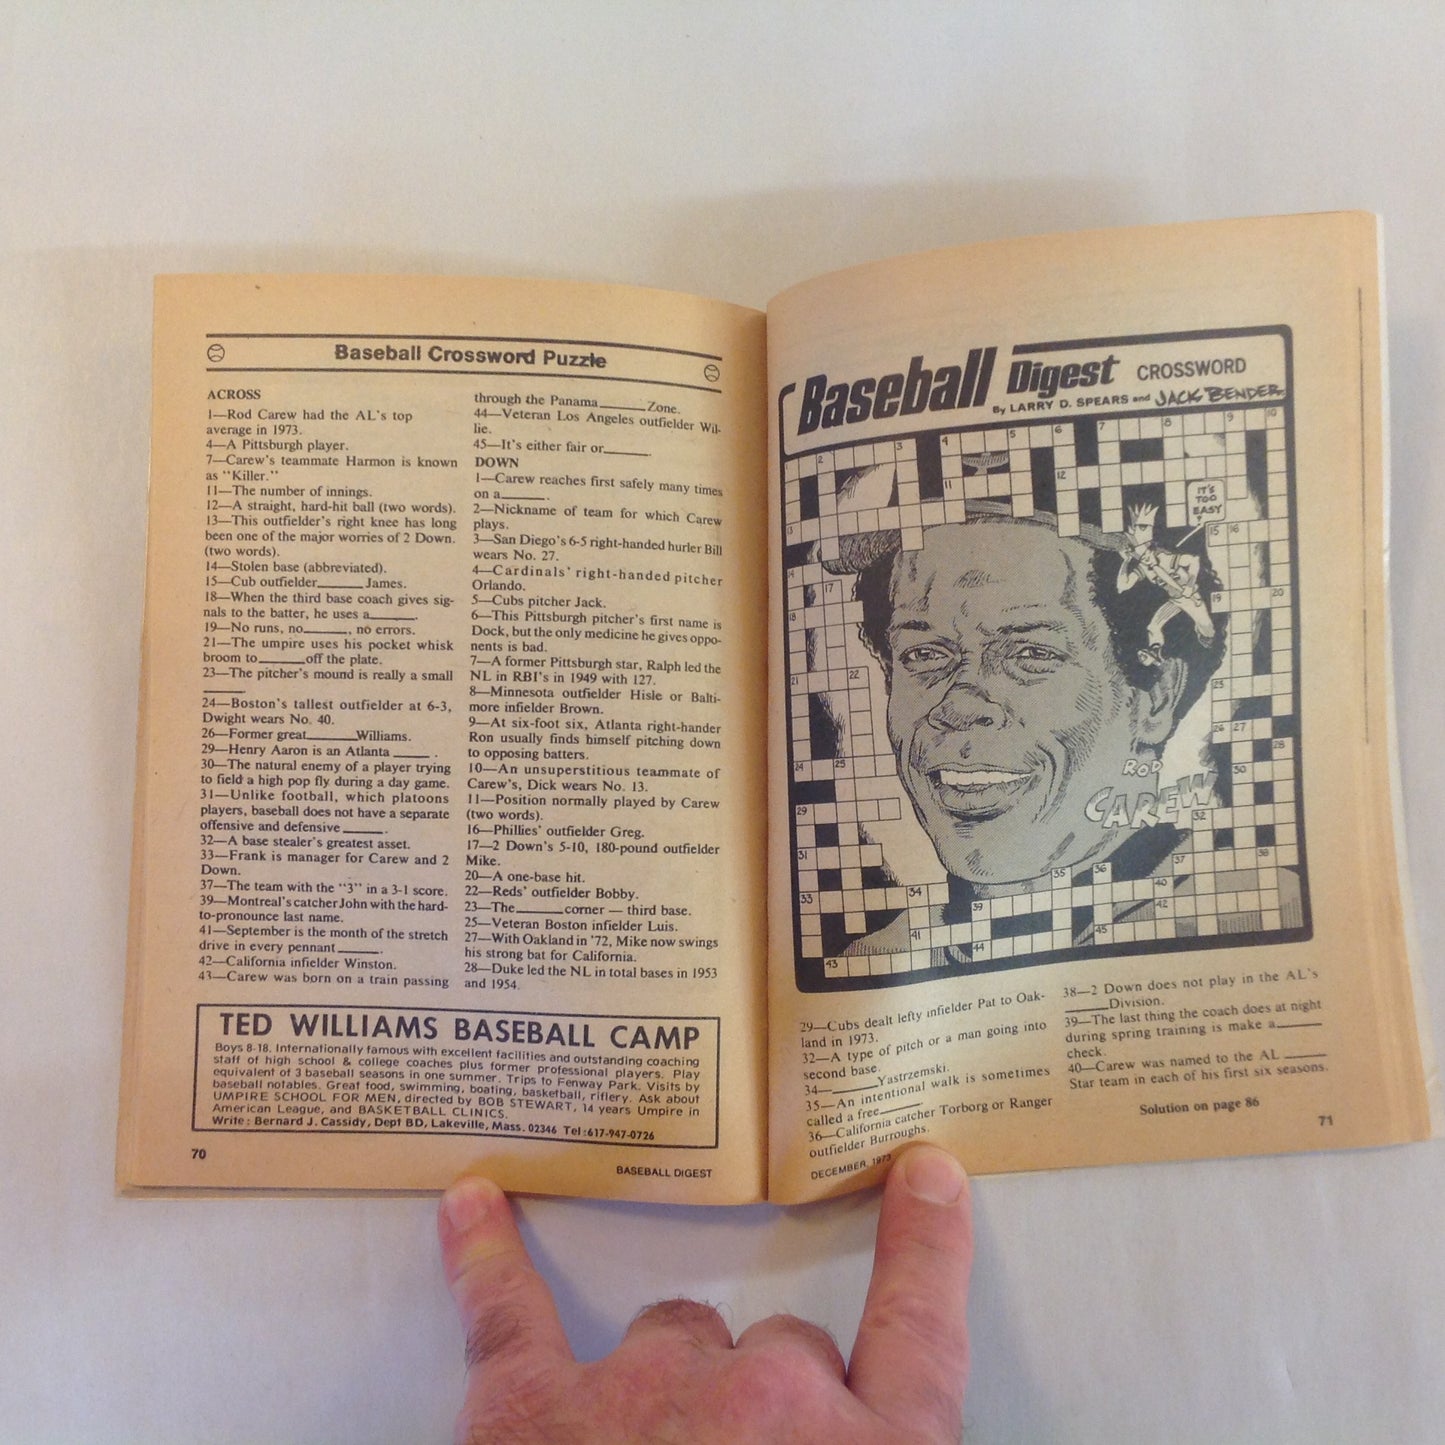 Baseball Crossword Puzzle
ACROSS
1—Rod Carew had the AL's top
average in 1973.
4—A Pittsburgh player.
7—Carew's teammate Harmon is known
as "Killer."
11—The number of innings.
12—A straight, hard-hit ball (two words).
13—This outfielder's right knee has long
been one of the major worries of 2 Down.
(two words).
14—Stolen base (abbreviated).
15—Cub outfielder______James.
18—When the third base coach gives sig-
nals to the batter, he uses a______.
19—No runs, no______, no errors.
21—The umpire uses his pocket whisk
broom to______off the plate.
23—The pitcher's mound is really a small
______
24—Boston's tallest outfielder at 6-3,
Dwight wears No. 40.
26—Former great______Williams.
29—Henry Aaron is an Atlanta ______ .
30—The natural enemy of a player trying
to field a high pop fly during a day game.
31—Unlike football, which platoons
players, baseball does not have a separate
offensive and defensive ______.
32—A base stealer's greatest asset.
33—Frank is manager for Carew and 2
Down.
37—The team with the "3" in a 3-1 score.
39—Montreal's catcher John with the hard-
to-pronounce last name.
41—September is the month of the stretch
drive in every pennant______.
42—California infielder Winston.
43—Carew was born on a train passing
through the Panama______Zone.
44—Veteran Los Angeles outfielder Wil-
lie.
45—It's either fair or______.
DOWN
1—Carew reaches first safely many times
on a______.
2—Nickname of team for which Carew
plays.
3—San Diego's 6-5 right-handed hurler Bill
wears No. 27.
4—Cardinals' right-handed pitcher
Orlando.
5—Cubs pitcher Jack.
6—This Pittsburgh pitcher's first name is
Dock, but the only medicine he gives oppo-
nents is bad.
7—A former Pittsburgh star, Ralph led the
NL in RBI's in 1949 with 127.
8—Minnesota outfielder Hisle or Balti-
more infielder Brown.
9—At six-foot six, Atlanta right-hander
Ron usually finds himself pitching down
to opposing batters.
10—An unsuperstitious teammate of
Carew's, Dick wears No. 13.
11—Position normally played by Carew
(two words).
16—Phillies' outfielder Greg.
17—2 Down's 5-10, 180-pound outfielder
Mike.
20—A one-base hit.
22—Reds' outfielder Bobby.
23—The______corner — third base.
25—Veteran Boston infielder Luis.
27—With Oakland in '72, Mike now swings
his strong bat for California.
28—Duke led the NL in total bases in 1953
and 1954.
TED WILLIAMS BASEBALL CAMP
Boys 8-18. Internationally famous with excellent facilities and outstanding coaching
staff of high school & college coaches plus former professional players. Play
equivalent of 3 baseball seasons in one summer. Trips to Fenway Park. Visits by
baseball notables. Great food, swimming, boating, basketball, riflery. Ask about
UMPIRE SCHOOL FOR MEN, directed by BOB STEWART, 14 years Umpire in
American League, and BASKETBALL CLINICS.
Write: Bernard J. Cassidy, Dept BD, Lakeville, Mass. 02346 Tel:617-947-0726
70
BASEBALL DIGEST
Baseball Digest CROSSWORD
By LARRY D. SPEARS and JACK BENDER
IT'S
TOO
EASY
ROD
CAREW
29—Cubs dealt lefty infielder Pat to Oak-
land in 1973.
32—A type of pitch or a man going into
second base.
34—______Yastrzemski.
35—An intentional walk is sometimes
called a free______.
36—California catcher Torborg or Ranger
outfielder Burroughs.
38—2 Down does not play in the AL's
______Division.
39—The last thing the coach does at night
during spring training is make a______
check.
40—Carew was named to the AL ______
Star team in each of his first six seasons.
Solution on page 86
DECEMBER, 1973
71